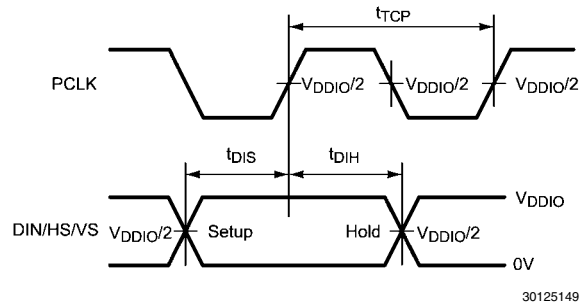 tTCP
PCLK
VDDIO/2 VDDIO/2 VDDIO/2
tDIS tDIH
VDDIO
DIN/HS/VS VDDIO/2 Setup Hold VDDIO/2
0V
30125149